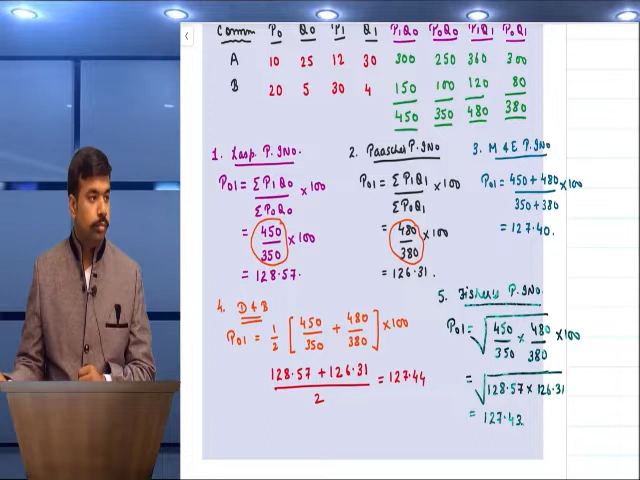 Comm P0 Q0 P1 Q1 P1Q0 P0Q0 P1Q1 P0Q1
A 10 25 12 30 300 250 360 300
B 20 5 30 4 150 100 120 80
450 350 480 380
1. Lasp P.INo.
P01 = ΣP1Q0 / ΣP0Q0 × 100
= 450 / 350 × 100
= 128.57.
2. Paasche P.INo
P01 = ΣP1Q1 / ΣP0Q1 × 100
= 480 / 380 × 100
= 126.31.
3. M & E P.INo
P01 = 450 + 480 / 350 + 380 × 100
= 127.40.
4. D & B
P01 = 1/2 [ 450 / 350 + 480 / 380 ] × 100
128.57 + 126.31 / 2 = 127.44
5. Fisher's P.INo.
P01 = √ 450 / 350 × 480 / 380 × 100
= √ 128.57 × 126.31
= 127.43.